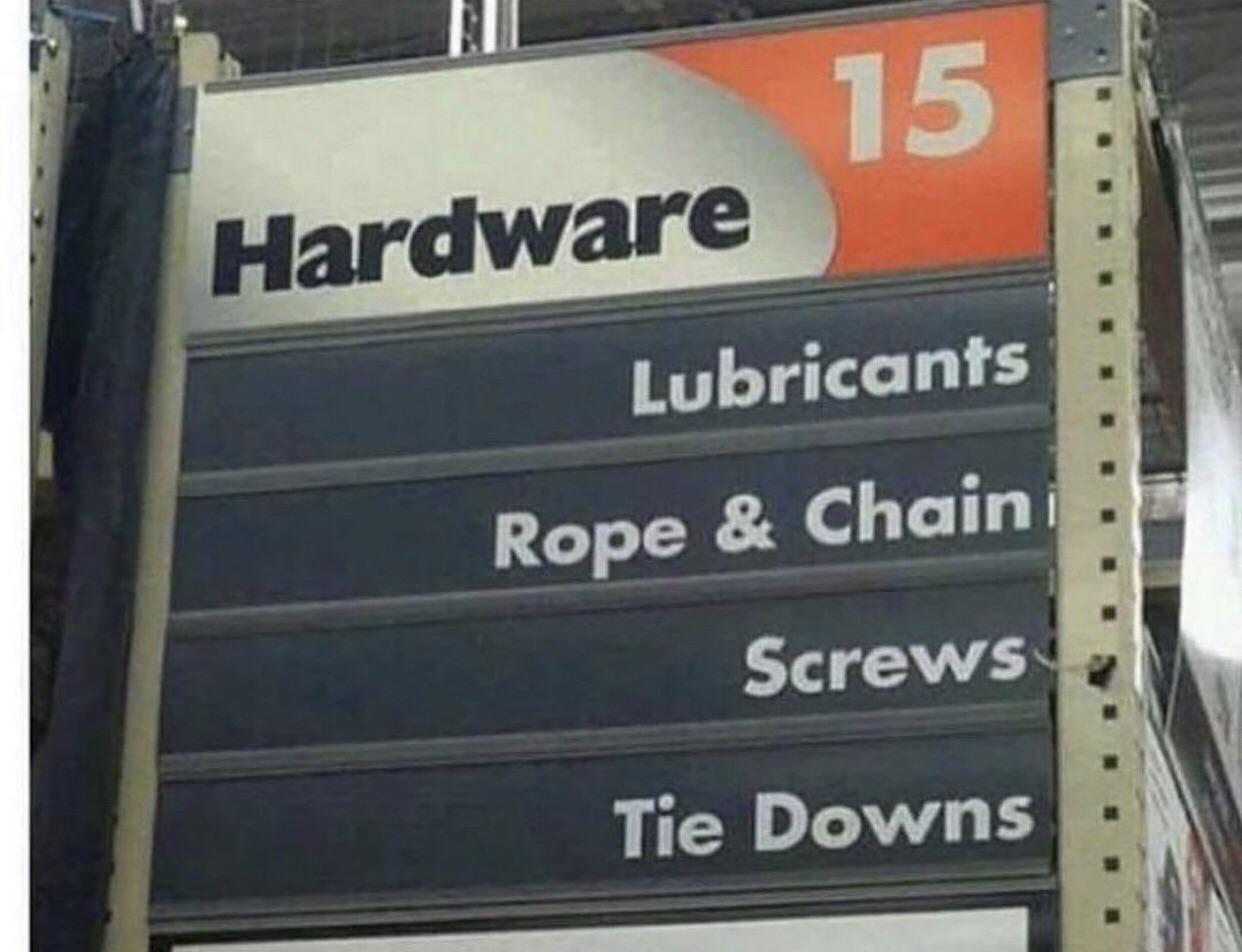 15
Hardware
Lubricants
Rope & Chain
Screws
Tie Downs